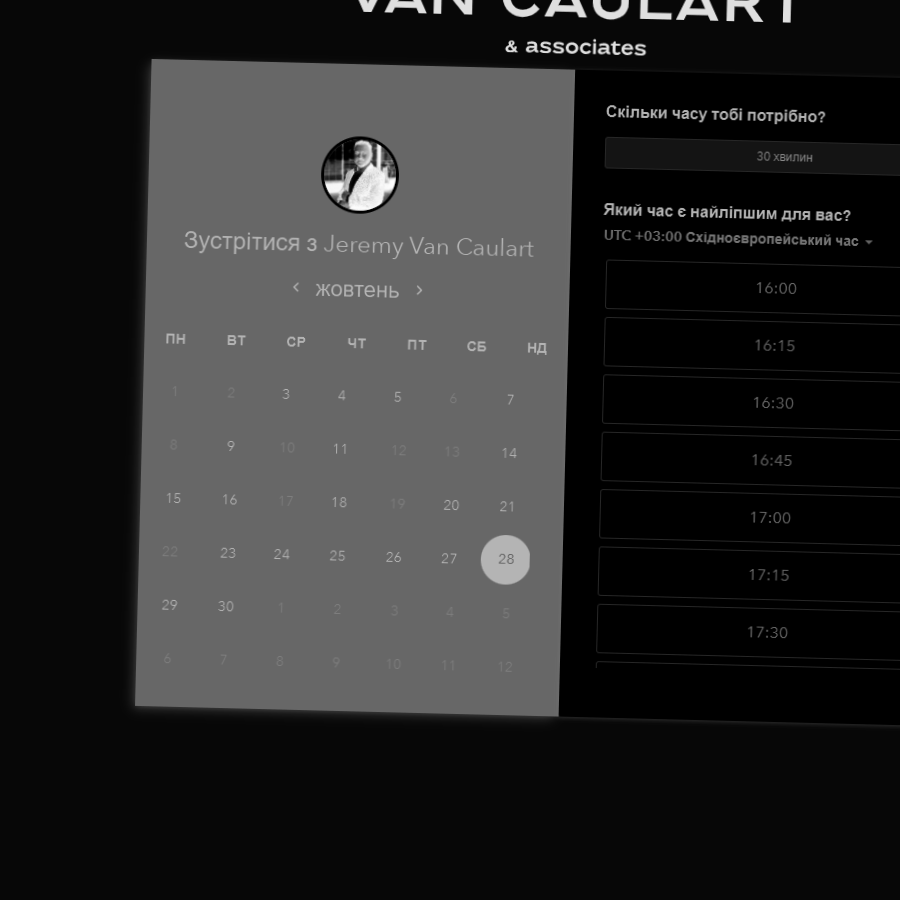 VAN CAULART
& associates
Зустрітися з Jeremy Van Caulart
жовтень
ПН ВТ СР ЧТ ПТ СБ НД
1 2 3 4 5 6 7
8 9 10 11 12 13 14
15 16 17 18 19 20 21
22 23 24 25 26 27 28
29 30 1 2 3 4 5
6 7 8 9 10 11 12
Скільки часу тобі потрібно?
30 хвилин
Який час є найліпшим для вас?
UTC +03:00 Східноєвропейський час
16:00
16:15
16:30
16:45
17:00
17:15
17:30